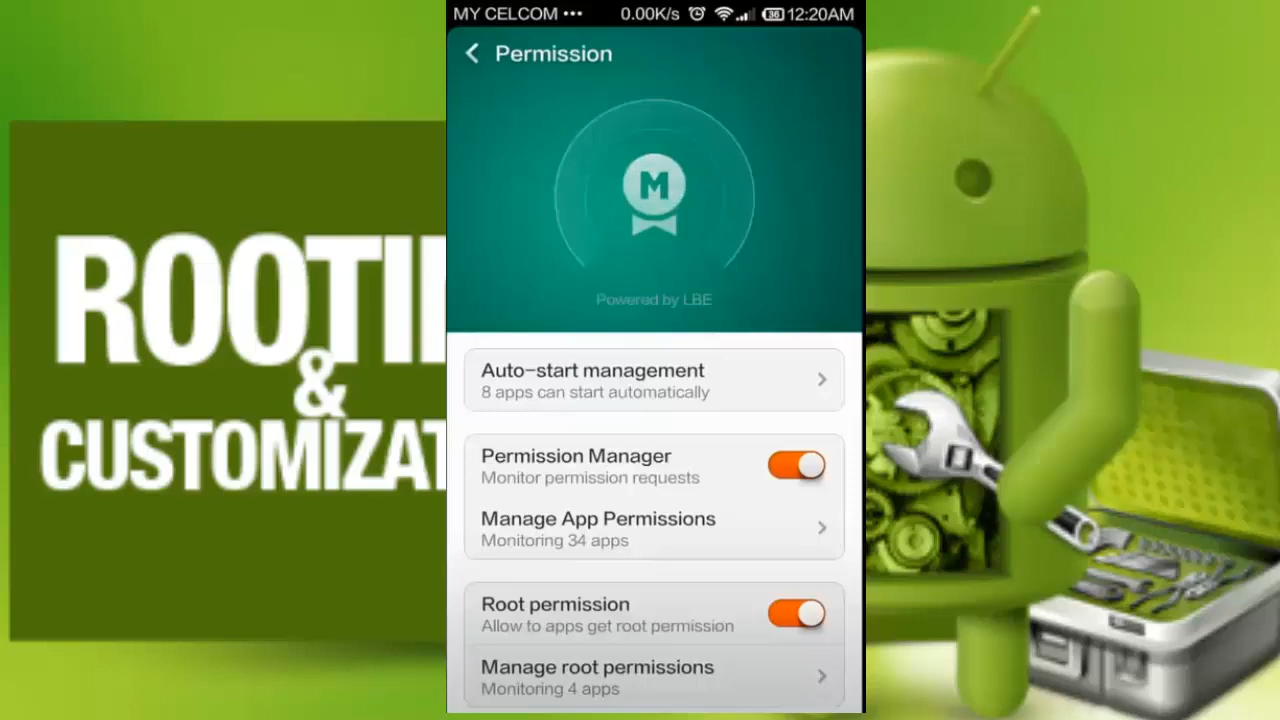 MY CELCOM ••• 0.00K/s 36 12:20AM
Permission
M
Powered by LBE
ROOTI
&
CUSTOMIZAT
Auto-start management
8 apps can start automatically
Permission Manager
Monitor permission requests
Manage App Permissions
Monitoring 34 apps
Root permission
Allow to apps get root permission
Manage root permissions
Monitoring 4 apps